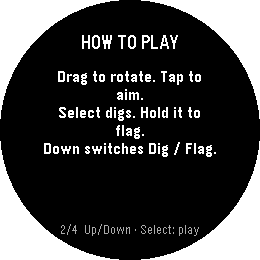 HOW TO PLAY
Drag to rotate. Tap to
aim.
Select digs. Hold it to
flag.
Down switches Dig / Flag.
2/4 Up/Down · Select: play